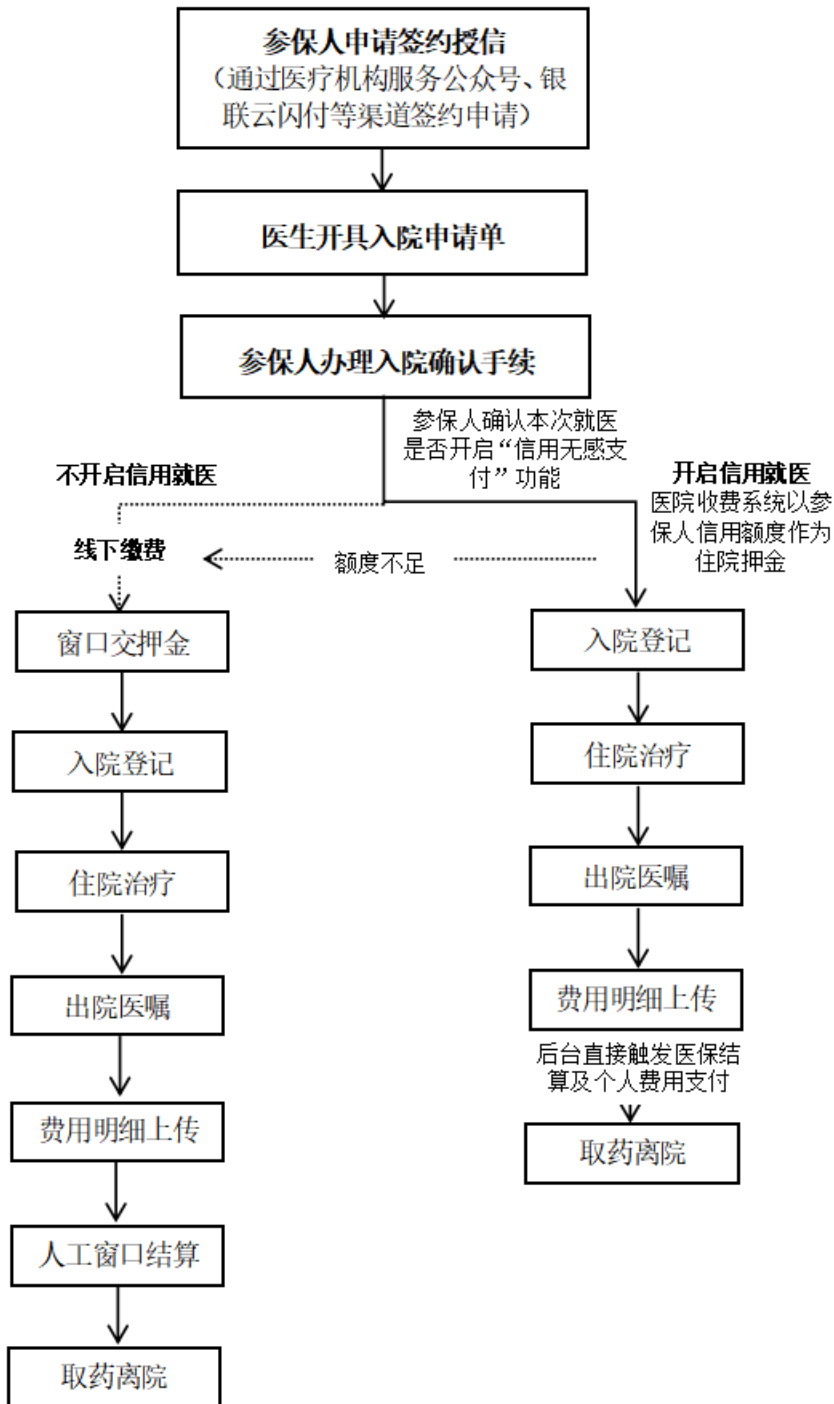 参保人申请签约授信
（通过医疗机构服务公众号、银
联云闪付等渠道签约申请）
医生开具入院申请单
参保人办理入院确认手续
参保人确认本次就医
是否开启“信用无感支
付”功能
不开启信用就医
线下缴费
额度不足
开启信用就医
医院收费系统以参
保人信用额度作为
住院押金
窗口交押金
入院登记
住院治疗
出院医嘱
费用明细上传
人工窗口结算
取药离院
入院登记
住院治疗
出院医嘱
费用明细上传
后台直接触发医保结
算及个人费用支付
取药离院